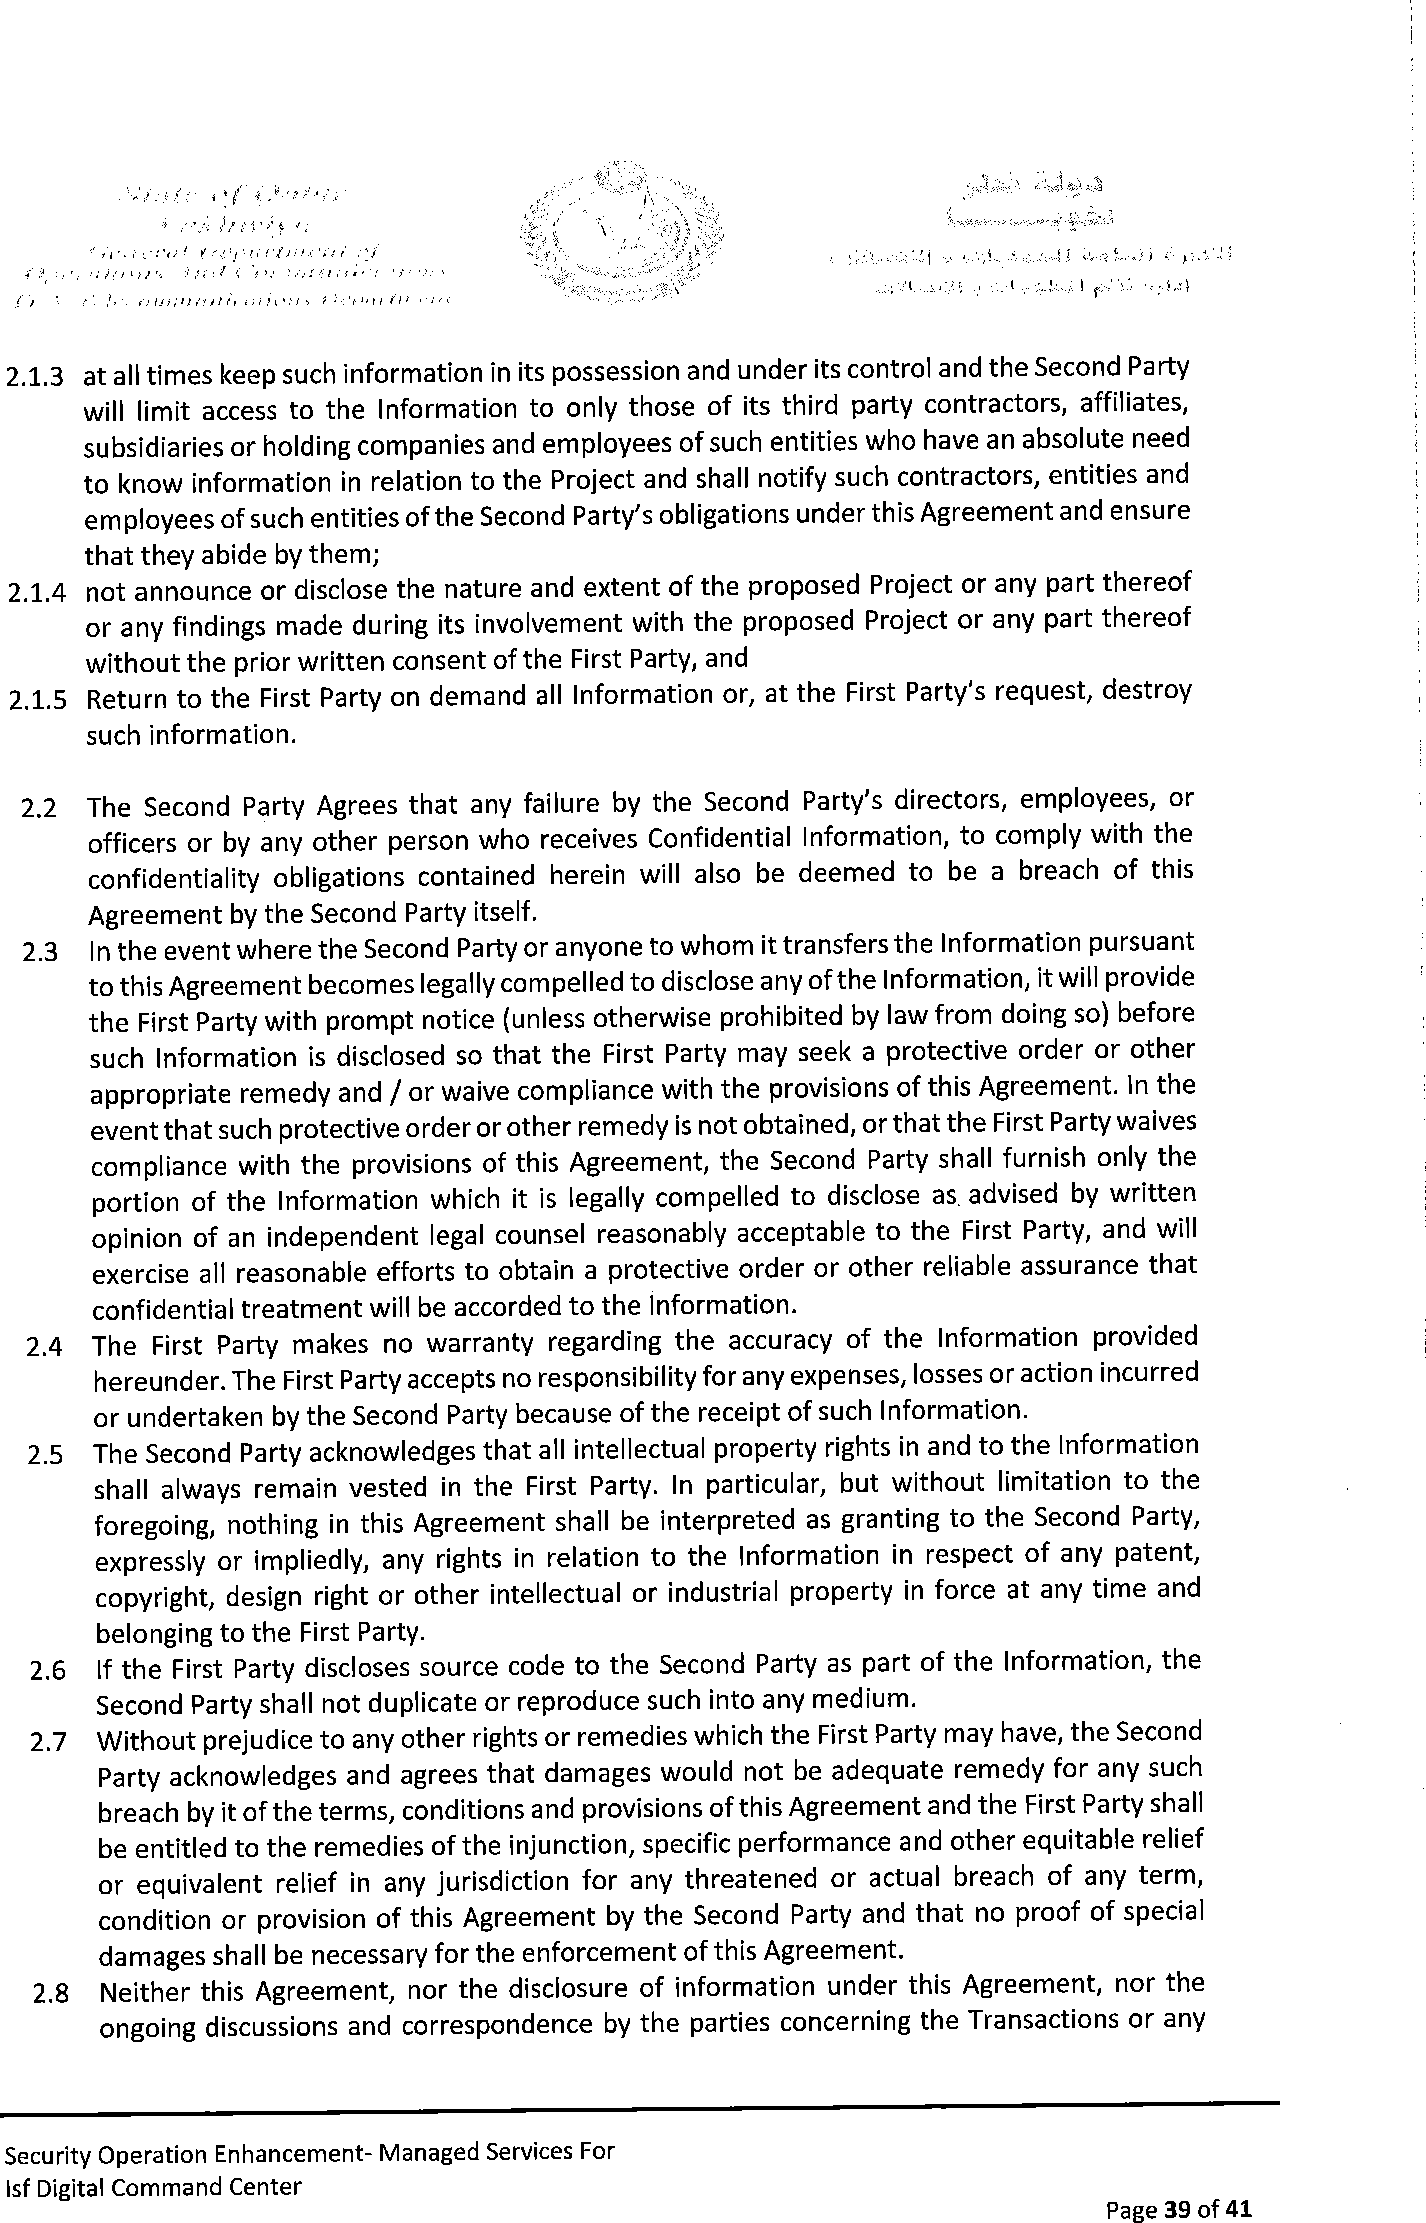 State of Qatar
Lekhwiya
General Department of
دولة قطر
لخويا
2.1.3 at all times keep such information in its possession and under its control and the Second Party
will limit access to the Information to only those of its third party contractors, affiliates,
subsidiaries or holding companies and employees of such entities who have an absolute need
to know information in relation to the Project and shall notify such contractors, entities and
employees of such entities of the Second Party's obligations under this Agreement and ensure
that they abide by them;
2.1.4 not announce or disclose the nature and extent of the proposed Project or any part thereof
or any findings made during its involvement with the proposed Project or any part thereof
without the prior written consent of the First Party, and
2.1.5 Return to the First Party on demand all Information or, at the First Party's request, destroy
such information.
2.2 The Second Party Agrees that any failure by the Second Party's directors, employees, or
officers or by any other person who receives Confidential Information, to comply with the
confidentiality obligations contained herein will also be deemed to be a breach of this
Agreement by the Second Party itself.
2.3 In the event where the Second Party or anyone to whom it transfers the Information pursuant
to this Agreement becomes legally compelled to disclose any of the Information, it will provide
the First Party with prompt notice (unless otherwise prohibited by law from doing so) before
such Information is disclosed so that the First Party may seek a protective order or other
appropriate remedy and / or waive compliance with the provisions of this Agreement. In the
event that such protective order or other remedy is not obtained, or that the First Party waives
compliance with the provisions of this Agreement, the Second Party shall furnish only the
portion of the Information which it is legally compelled to disclose as advised by written
opinion of an independent legal counsel reasonably acceptable to the First Party, and will
exercise all reasonable efforts to obtain a protective order or other reliable assurance that
confidential treatment will be accorded to the Information.
2.4 The First Party makes no warranty regarding the accuracy of the Information provided
hereunder. The First Party accepts no responsibility for any expenses, losses or action incurred
or undertaken by the Second Party because of the receipt of such Information.
2.5 The Second Party acknowledges that all intellectual property rights in and to the Information
shall always remain vested in the First Party. In particular, but without limitation to the
foregoing, nothing in this Agreement shall be interpreted as granting to the Second Party,
expressly or impliedly, any rights in relation to the Information in respect of any patent,
copyright, design right or other intellectual or industrial property in force at any time and
belonging to the First Party.
2.6 If the First Party discloses source code to the Second Party as part of the Information, the
Second Party shall not duplicate or reproduce such into any medium.
2.7 Without prejudice to any other rights or remedies which the First Party may have, the Second
Party acknowledges and agrees that damages would not be adequate remedy for any such
breach by it of the terms, conditions and provisions of this Agreement and the First Party shall
be entitled to the remedies of the injunction, specific performance and other equitable relief
or equivalent relief in any jurisdiction for any threatened or actual breach of any term,
condition or provision of this Agreement by the Second Party and that no proof of special
damages shall be necessary for the enforcement of this Agreement.
2.8 Neither this Agreement, nor the disclosure of information under this Agreement, nor the
ongoing discussions and correspondence by the parties concerning the Transactions or any
Security Operation Enhancement- Managed Services For
Isf Digital Command Center
Page 39 of 41